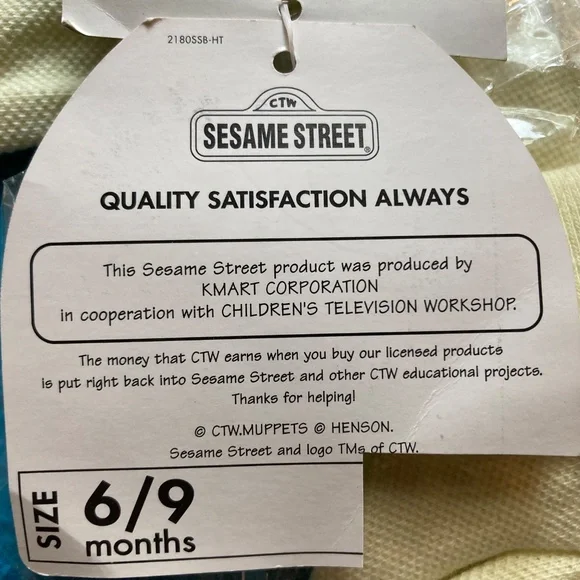 2180SSB-HT
CTW
SESAME STREET®
QUALITY SATISFACTION ALWAYS
This Sesame Street product was produced by
KMART CORPORATION
in cooperation with CHILDREN'S TELEVISION WORKSHOP.
The money that CTW earns when you buy our licensed products
is put right back into Sesame Street and other CTW educational projects.
Thanks for helping!
© CTW.MUPPETS © HENSON.
Sesame Street and logo TMs of CTW.
SIZE
6/9
months